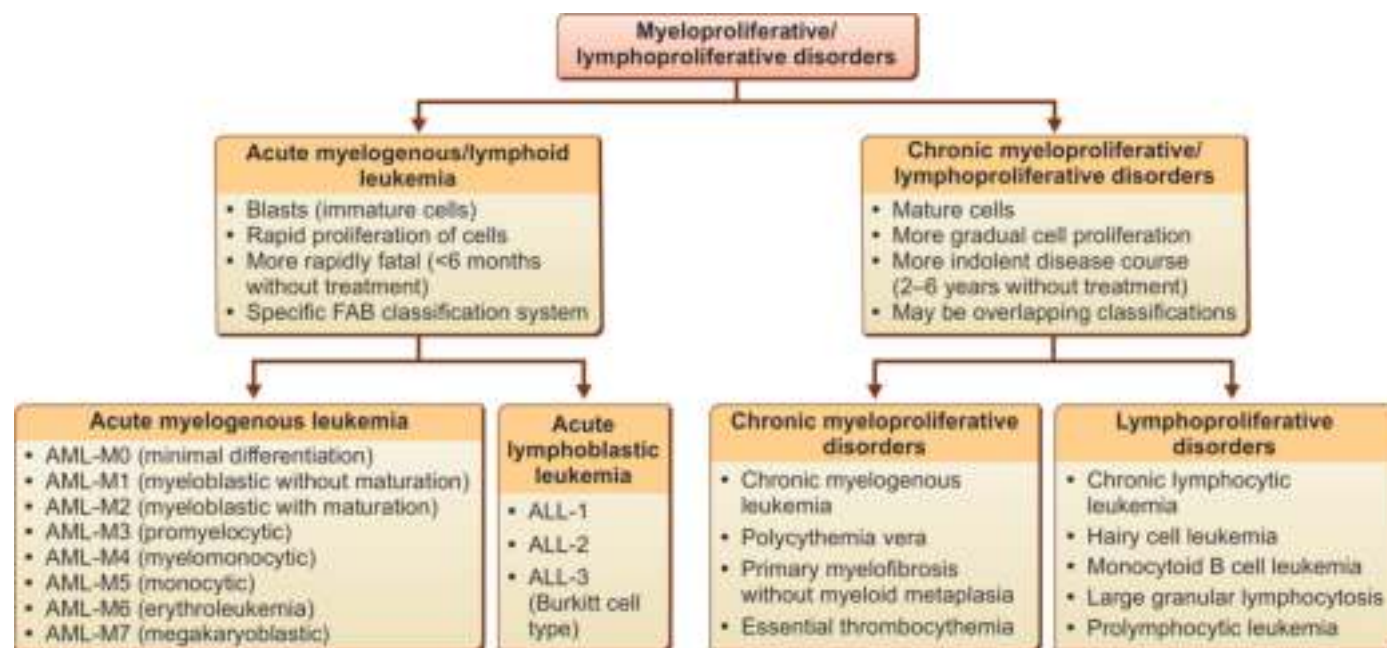 Myeloproliferative/
lymphoproliferative disorders
Acute myelogenous/lymphoid
leukemia
• Blasts (immature cells)
• Rapid proliferation of cells
• More rapidly fatal (<6 months
without treatment)
• Specific FAB classification system
Chronic myeloproliferative/
lymphoproliferative disorders
• Mature cells
• More gradual cell proliferation
• More indolent disease course
(2–6 years without treatment)
• May be overlapping classifications
Acute myelogenous leukemia
• AML-M0 (minimal differentiation)
• AML-M1 (myeloblastic without maturation)
• AML-M2 (myeloblastic with maturation)
• AML-M3 (promyelocytic)
• AML-M4 (myelomonocytic)
• AML-M5 (monocytic)
• AML-M6 (erythroleukemia)
• AML-M7 (megakaryoblastic)
Acute
lymphoblastic
leukemia
• ALL-1
• ALL-2
• ALL-3
(Burkitt cell
type)
Chronic myeloproliferative
disorders
• Chronic myelogenous
leukemia
• Polycythemia vera
• Primary myelofibrosis
without myeloid metaplasia
• Essential thrombocythemia
Lymphoproliferative
disorders
• Chronic lymphocytic
leukemia
• Hairy cell leukemia
• Monocytoid B cell leukemia
• Large granular lymphocytosis
• Prolymphocytic leukemia